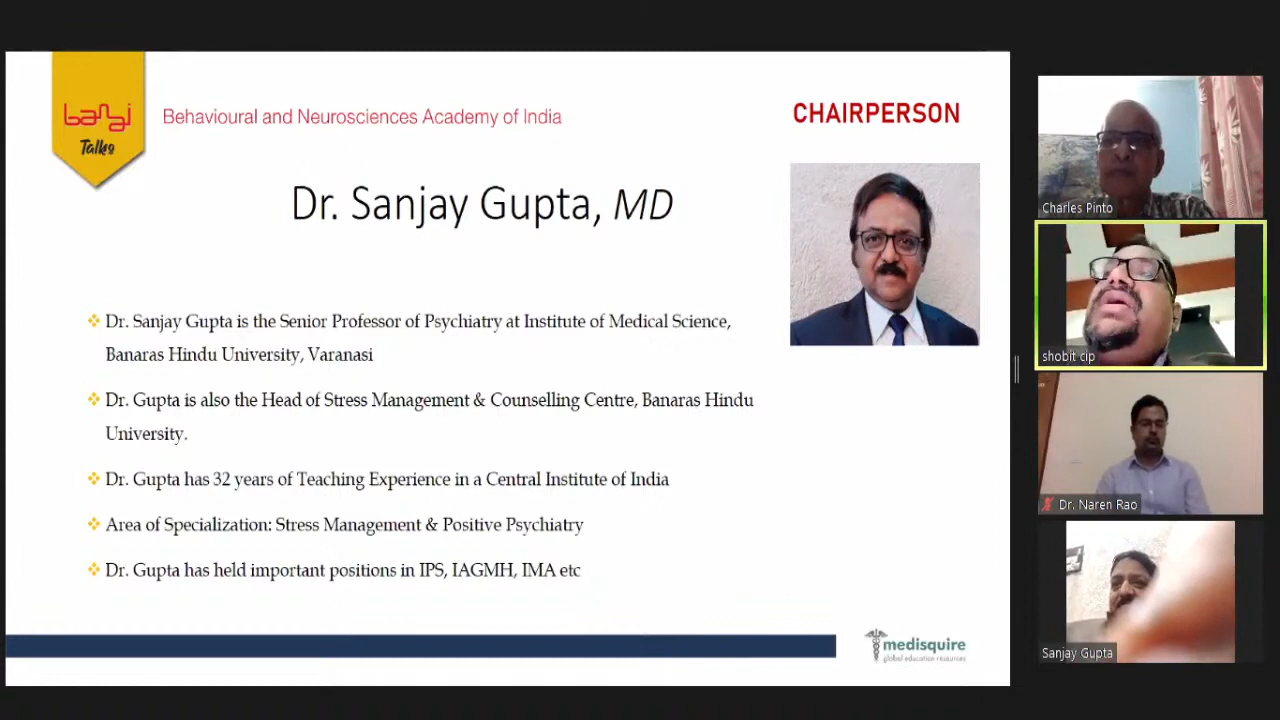 banai
Talks
Behavioural and Neurosciences Academy of India
CHAIRPERSON
Dr. Sanjay Gupta, MD
Dr. Sanjay Gupta is the Senior Professor of Psychiatry at Institute of Medical Science,
Banaras Hindu University, Varanasi
Dr. Gupta is also the Head of Stress Management & Counselling Centre, Banaras Hindu
University.
Dr. Gupta has 32 years of Teaching Experience in a Central Institute of India
Area of Specialization: Stress Management & Positive Psychiatry
Dr. Gupta has held important positions in IPS, IAGMH, IMA etc
medisquire
global education resources
Charles Pinto
shobit cip
Dr. Naren Rao
Sanjay Gupta